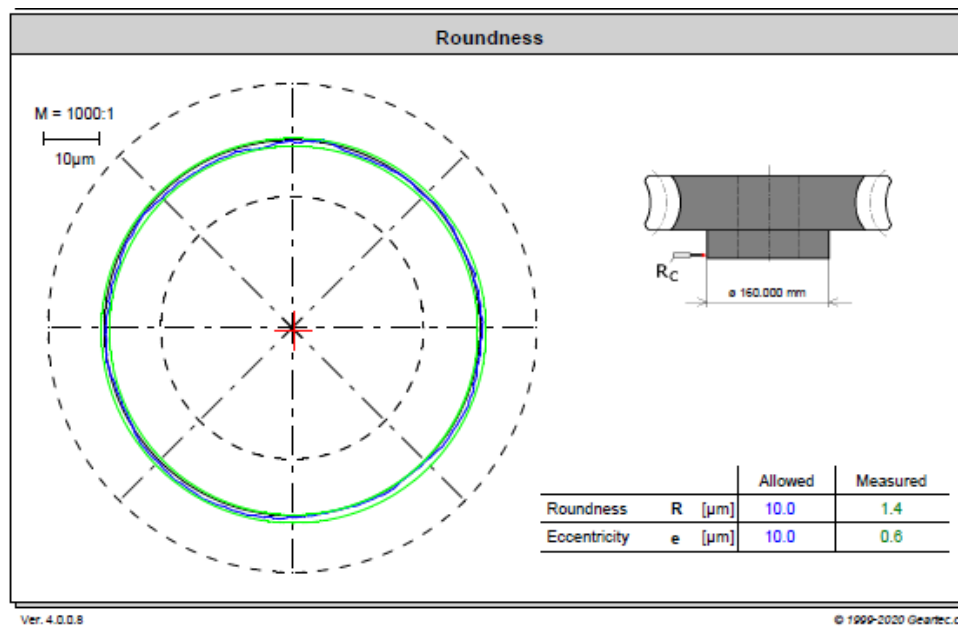 Roundness
M = 1000:1
10µm
RC
ø 160.000 mm
Allowed Measured
Roundness R [µm] 10.0 1.4
Eccentricity e [µm] 10.0 0.6
Ver. 4.0.0.8 © 1999-2020 Geartec.